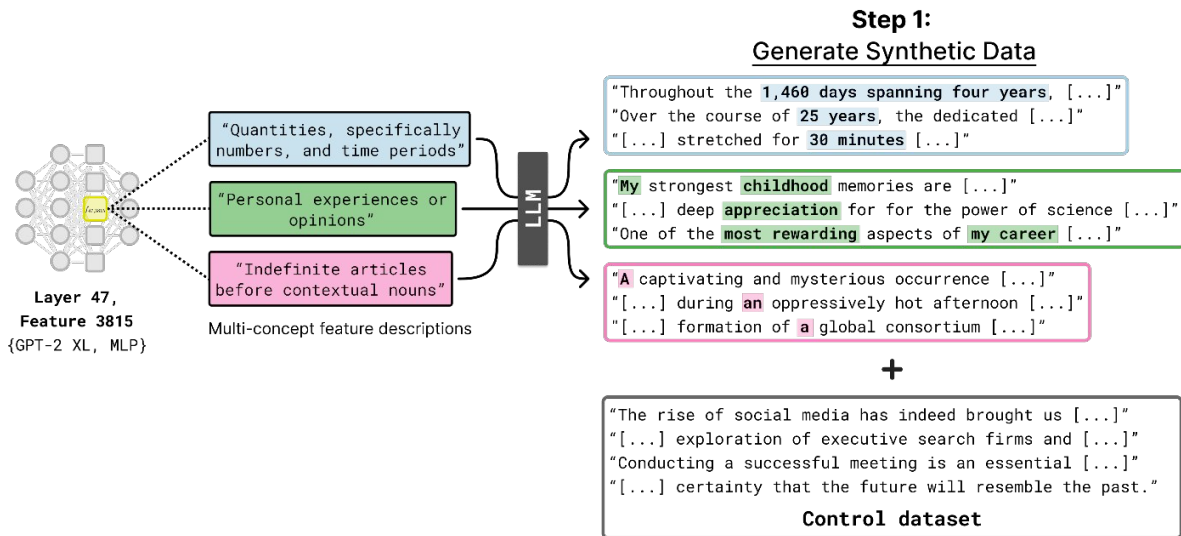 Step 1:
Generate Synthetic Data
“Throughout the 1,460 days spanning four years, [...]”
“Over the course of 25 years, the dedicated [...]”
“[...] stretched for 30 minutes [...]”
“Quantities, specifically
numbers, and time periods”
“Personal experiences or
opinions”
“Indefinite articles
before contextual nouns”
Multi-concept feature descriptions
LLM
“My strongest childhood memories are [...]”
“[...] deep appreciation for for the power of science [...]”
“One of the most rewarding aspects of my career [...]”
“A captivating and mysterious occurrence [...]”
“[...] during an oppressively hot afternoon [...]”
“[...] formation of a global consortium [...]”
Layer 47,
Feature 3815
{GPT-2 XL, MLP}
+
“The rise of social media has indeed brought us [...]”
“[...] exploration of executive search firms and [...]”
“Conducting a successful meeting is an essential [...]”
“[...] certainty that the future will resemble the past.”
Control dataset